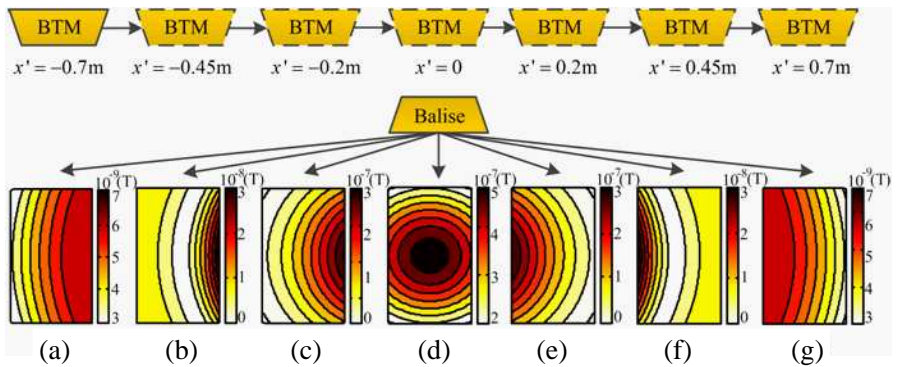 BTM BTM BTM BTM BTM BTM BTM
x' = −0.7m x' = −0.45m x' = −0.2m x' = 0 x' = 0.2m x' = 0.45m x' = 0.7m
Balise
10⁻⁹(T) 10⁻⁸(T) 10⁻⁷(T) 10⁻⁷(T) 10⁻⁷(T) 10⁻⁸(T) 10⁻⁹(T)
7 3 3 5 3 3 7
6 2 2 2 2 6
5 3 5
4 1 1 1 1 4
3 0 0 2 0 0 3
(a) (b) (c) (d) (e) (f) (g)